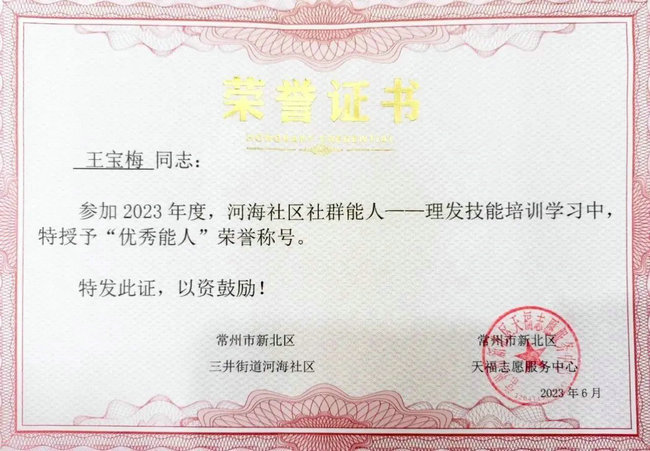 荣誉证书
HONORARY CREDENTIAL
王宝梅 同志：
参加 2023 年度，河海社区社群能人——理发技能培训学习中，
特授予“优秀能人”荣誉称号。
特发此证，以资鼓励！
常州市新北区 常州市新北区
三井街道河海社区 天福志愿服务中心
2023 年 6 月